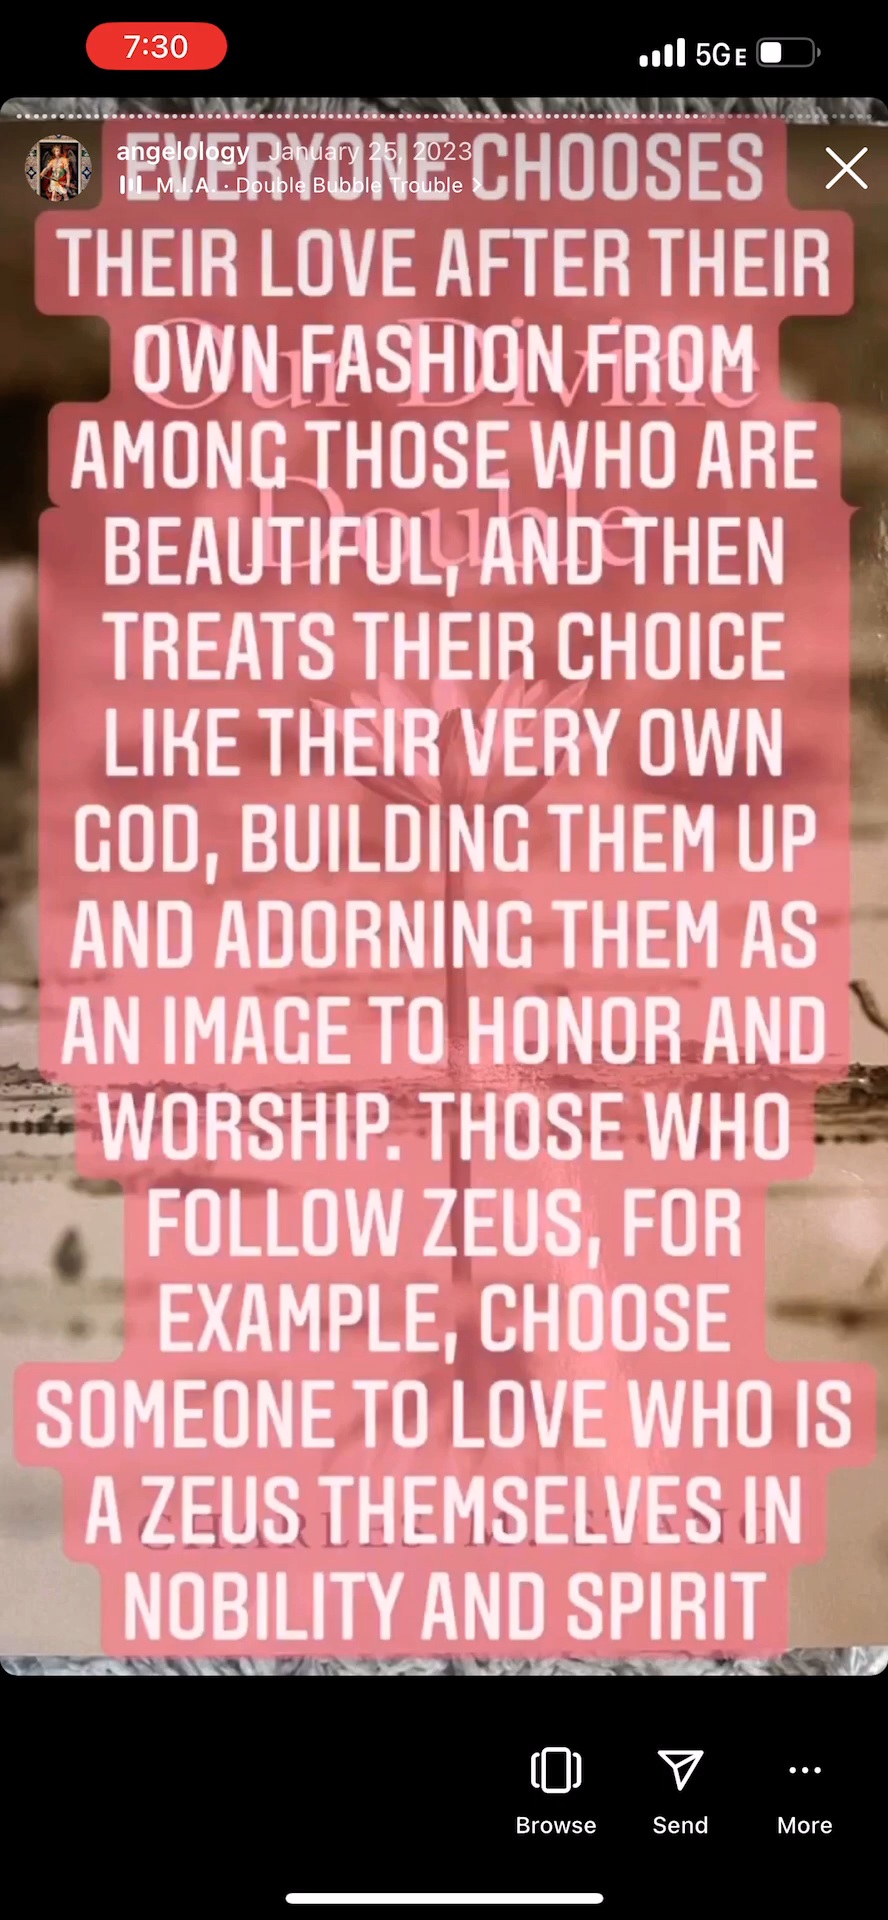 7:30
5GE
angelology January 25, 2023
M.I.A. · Double Bubble Trouble >
EVERYONE CHOOSES
THEIR LOVE AFTER THEIR
OWN FASHION FROM
AMONG THOSE WHO ARE
BEAUTIFUL, AND THEN
TREATS THEIR CHOICE
LIKE THEIR VERY OWN
GOD, BUILDING THEM UP
AND ADORNING THEM AS
AN IMAGE TO HONOR AND
WORSHIP. THOSE WHO
FOLLOW ZEUS, FOR
EXAMPLE, CHOOSE
SOMEONE TO LOVE WHO IS
A ZEUS THEMSELVES IN
NOBILITY AND SPIRIT
Our Divine
Double
CHARLES M. STANG
Browse
Send
More